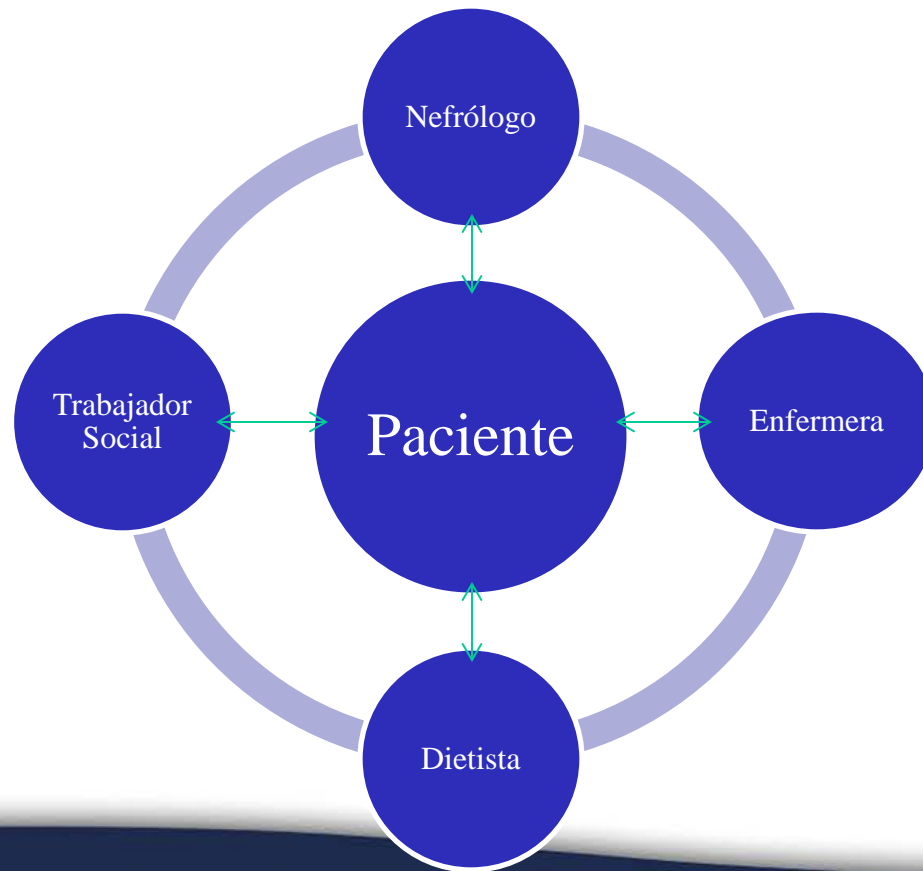 Nefrólogo
Trabajador
Social
Paciente
Enfermera
Dietista